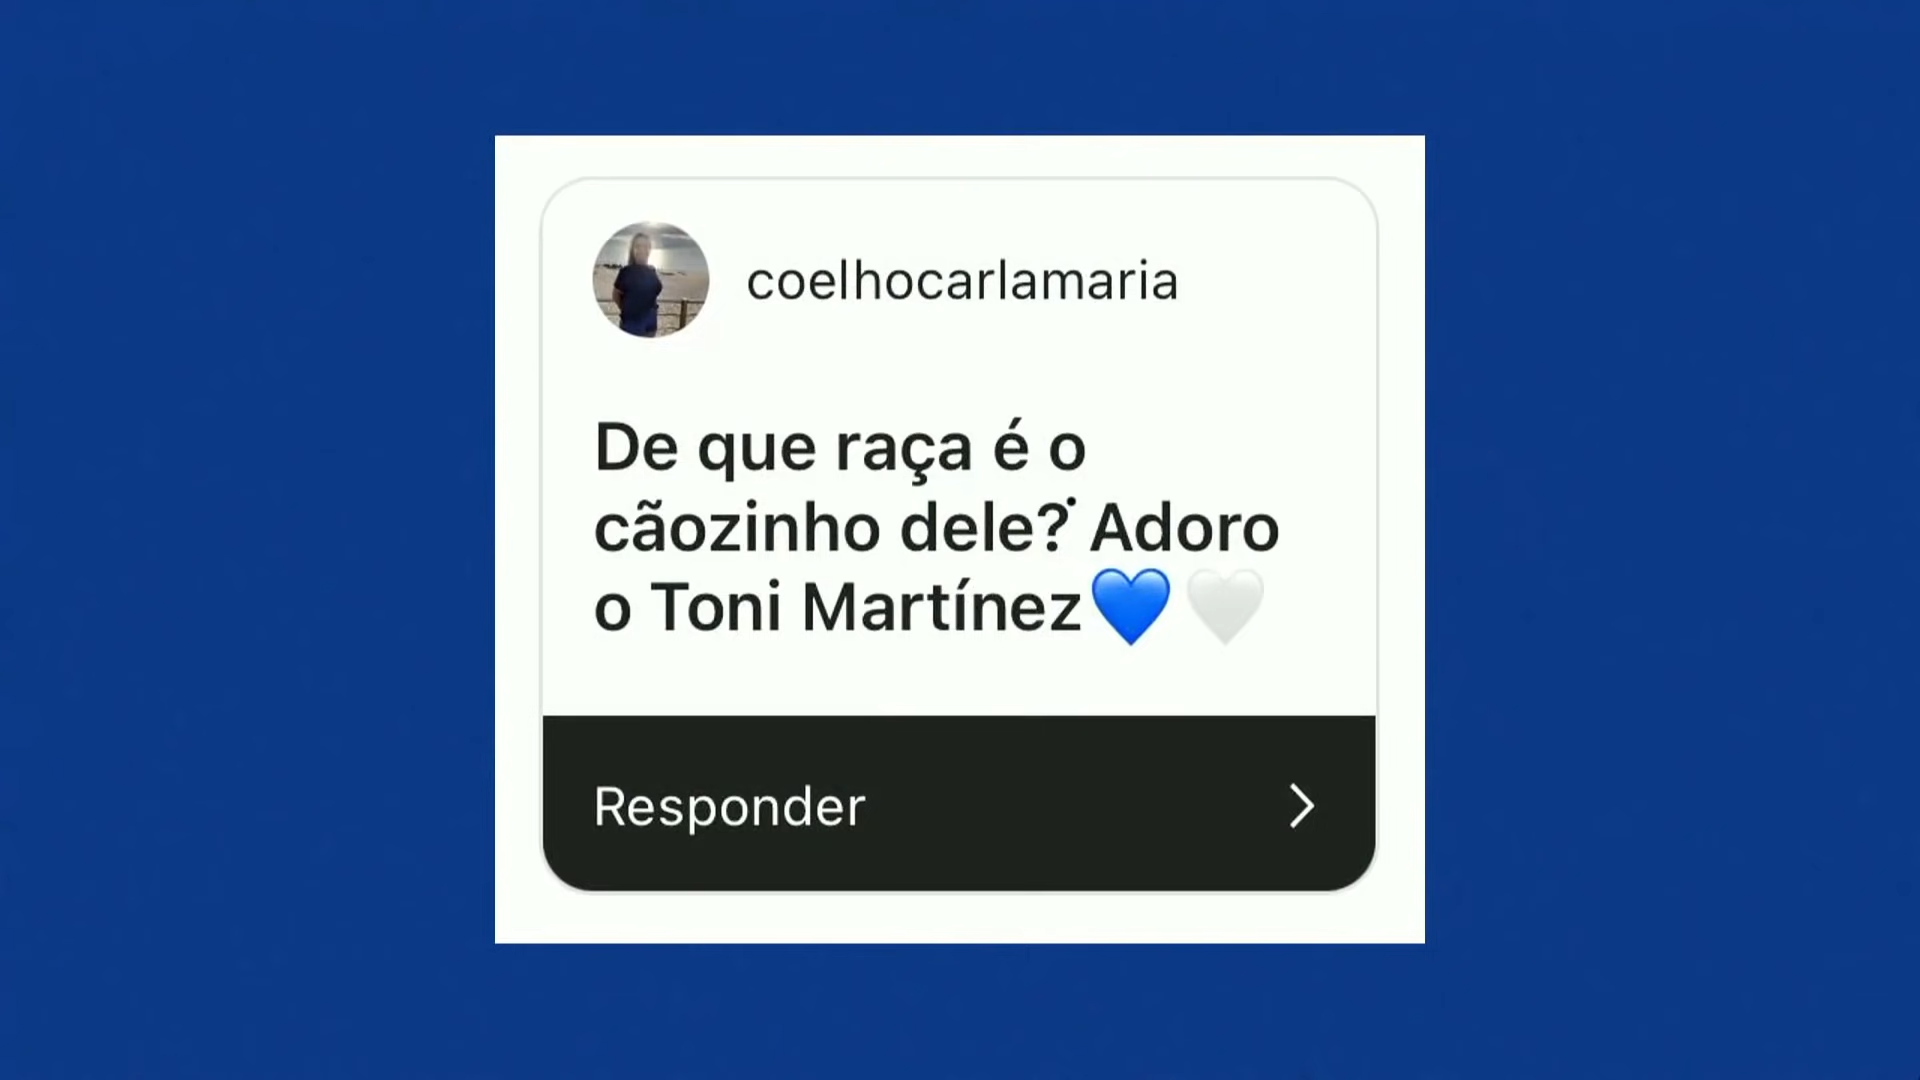 coelhocarlamaria
De que raça é o
cãozinho dele? Adoro
o Toni Martínez💙🤍
Responder